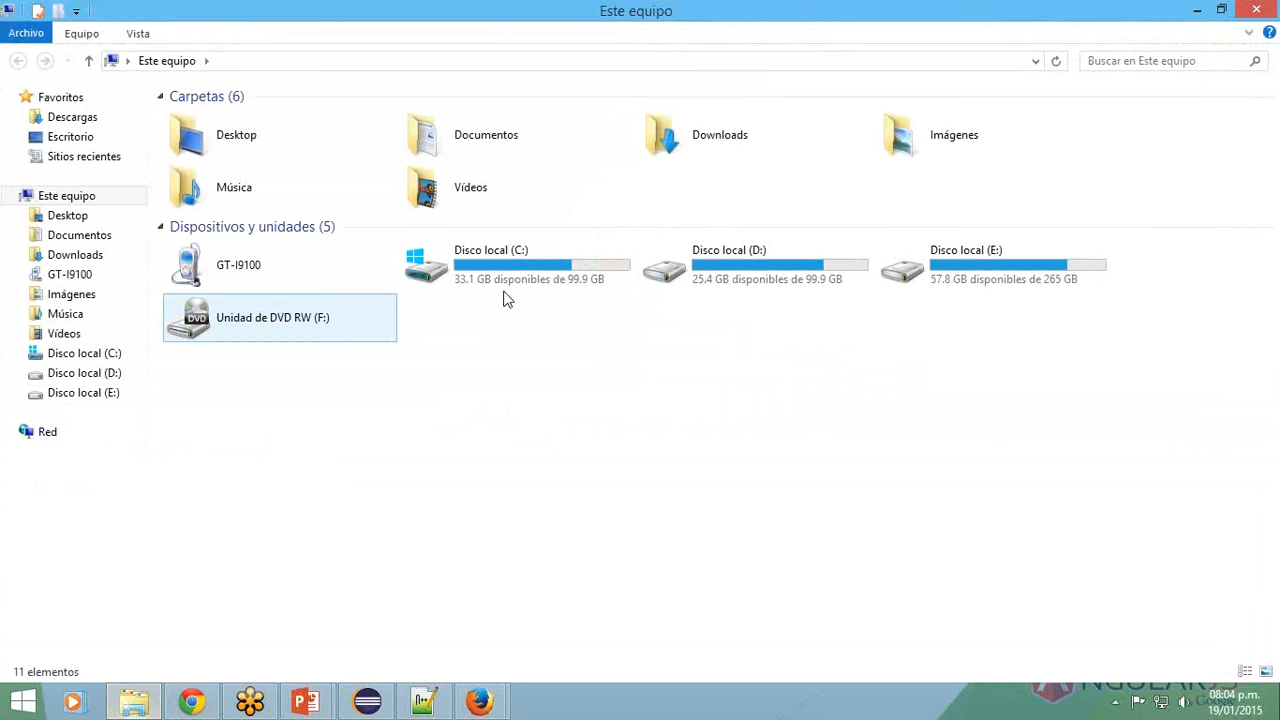 Este equipo
Archivo
Equipo
Vista
Este equipo
Buscar en Este equipo
Favoritos
Descargas
Escritorio
Sitios recientes
Este equipo
Desktop
Documentos
Downloads
GT-I9100
Imágenes
Música
Vídeos
Disco local (C:)
Disco local (D:)
Disco local (E:)
Red
Carpetas (6)
Desktop
Documentos
Downloads
Imágenes
Música
Vídeos
Dispositivos y unidades (5)
GT-I9100
Disco local (C:)
33.1 GB disponibles de 99.9 GB
Disco local (D:)
25.4 GB disponibles de 99.9 GB
Disco local (E:)
57.8 GB disponibles de 265 GB
DVD
Unidad de DVD RW (F:)
11 elementos
08:04 p.m.
19/01/2015